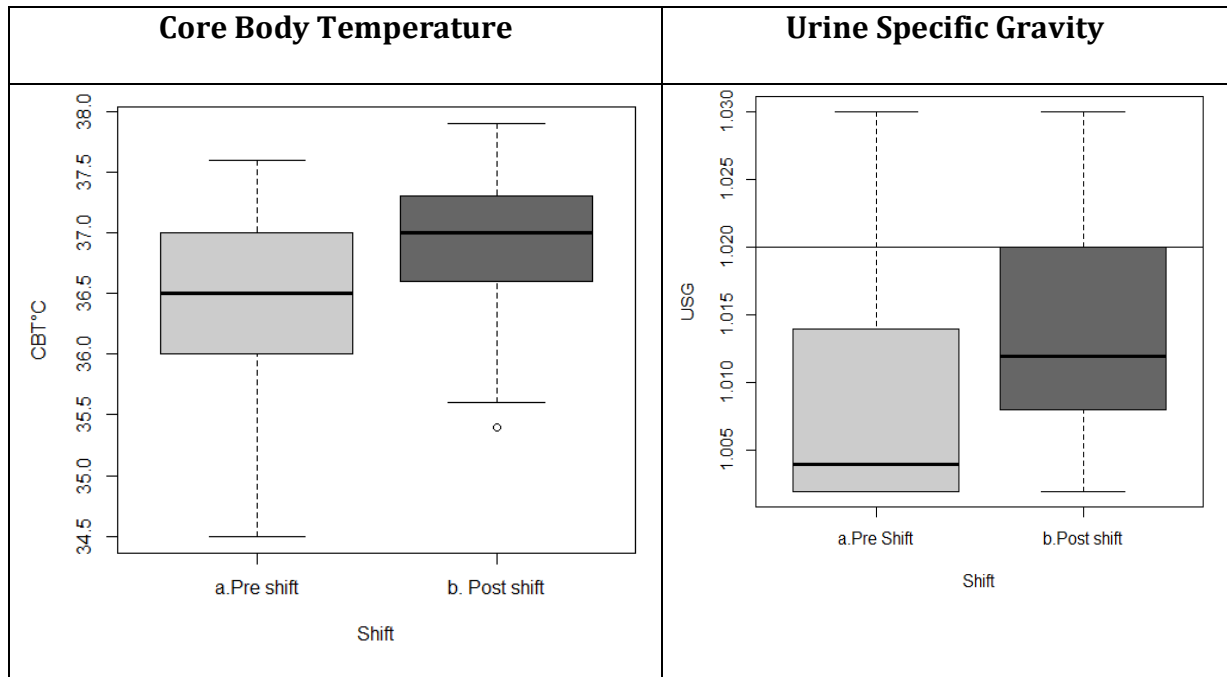 Core Body Temperature
Urine Specific Gravity
38.0
37.5
37.0
36.5
36.0
35.5
35.0
34.5
CBT°C
a.Pre shift
b. Post shift
Shift
1.030
1.025
1.020
1.015
1.010
1.005
USG
a.Pre Shift
b.Post shift
Shift